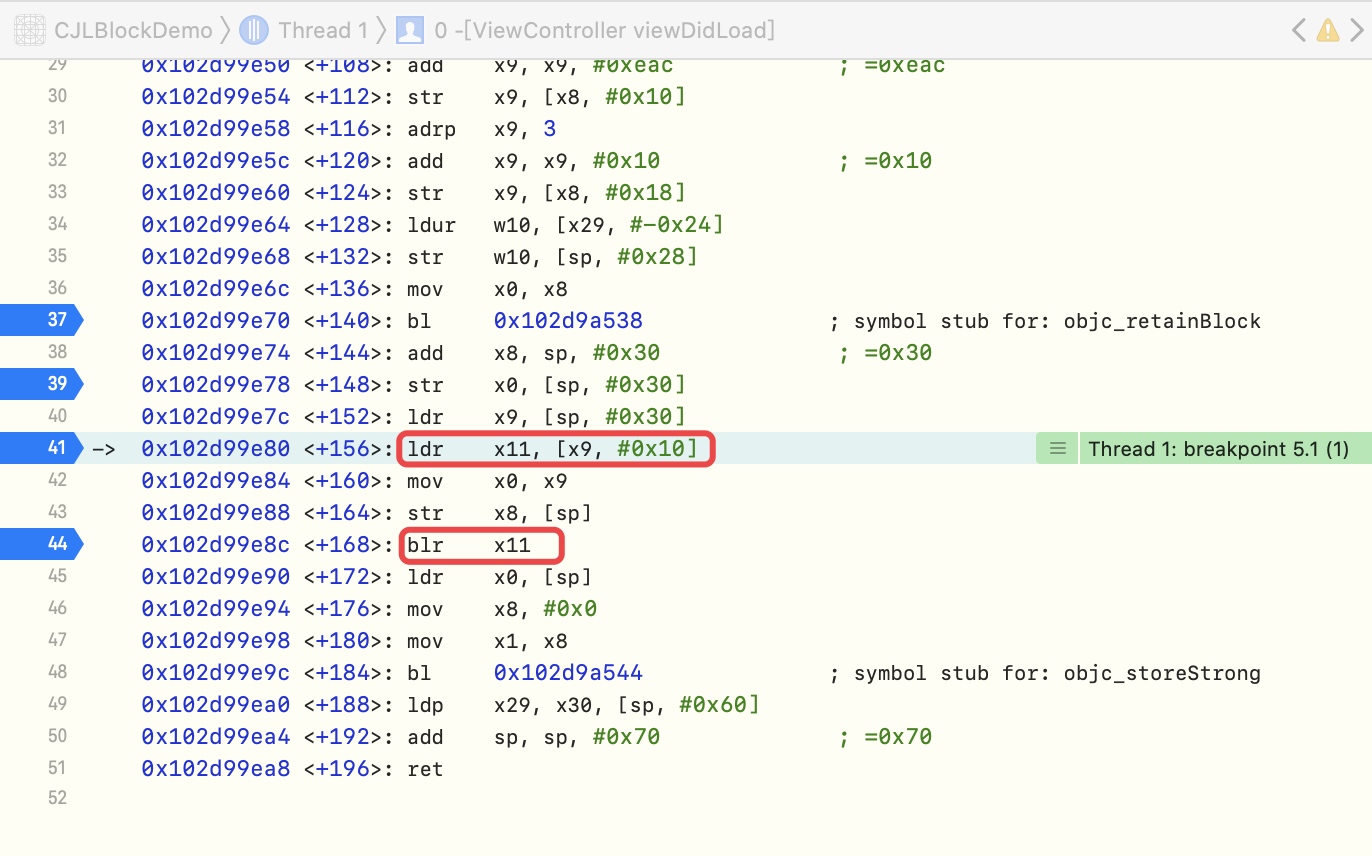 CJLBlockDemo Thread 1 0 -[ViewController viewDidLoad]
29 0x102d99e50 <+108>: add x9, x9, #0xeac ; =0xeac
30 0x102d99e54 <+112>: str x9, [x8, #0x10]
31 0x102d99e58 <+116>: adrp x9, 3
32 0x102d99e5c <+120>: add x9, x9, #0x10 ; =0x10
33 0x102d99e60 <+124>: str x9, [x8, #0x18]
34 0x102d99e64 <+128>: ldur w10, [x29, #-0x24]
35 0x102d99e68 <+132>: str w10, [sp, #0x28]
36 0x102d99e6c <+136>: mov x0, x8
37 0x102d99e70 <+140>: bl 0x102d9a538 ; symbol stub for: objc_retainBlock
38 0x102d99e74 <+144>: add x8, sp, #0x30 ; =0x30
39 0x102d99e78 <+148>: str x0, [sp, #0x30]
40 0x102d99e7c <+152>: ldr x9, [sp, #0x30]
41 -> 0x102d99e80 <+156>: ldr x11, [x9, #0x10] Thread 1: breakpoint 5.1 (1)
42 0x102d99e84 <+160>: mov x0, x9
43 0x102d99e88 <+164>: str x8, [sp]
44 0x102d99e8c <+168>: blr x11
45 0x102d99e90 <+172>: ldr x0, [sp]
46 0x102d99e94 <+176>: mov x8, #0x0
47 0x102d99e98 <+180>: mov x1, x8
48 0x102d99e9c <+184>: bl 0x102d9a544 ; symbol stub for: objc_storeStrong
49 0x102d99ea0 <+188>: ldp x29, x30, [sp, #0x60]
50 0x102d99ea4 <+192>: add sp, sp, #0x70 ; =0x70
51 0x102d99ea8 <+196>: ret
52